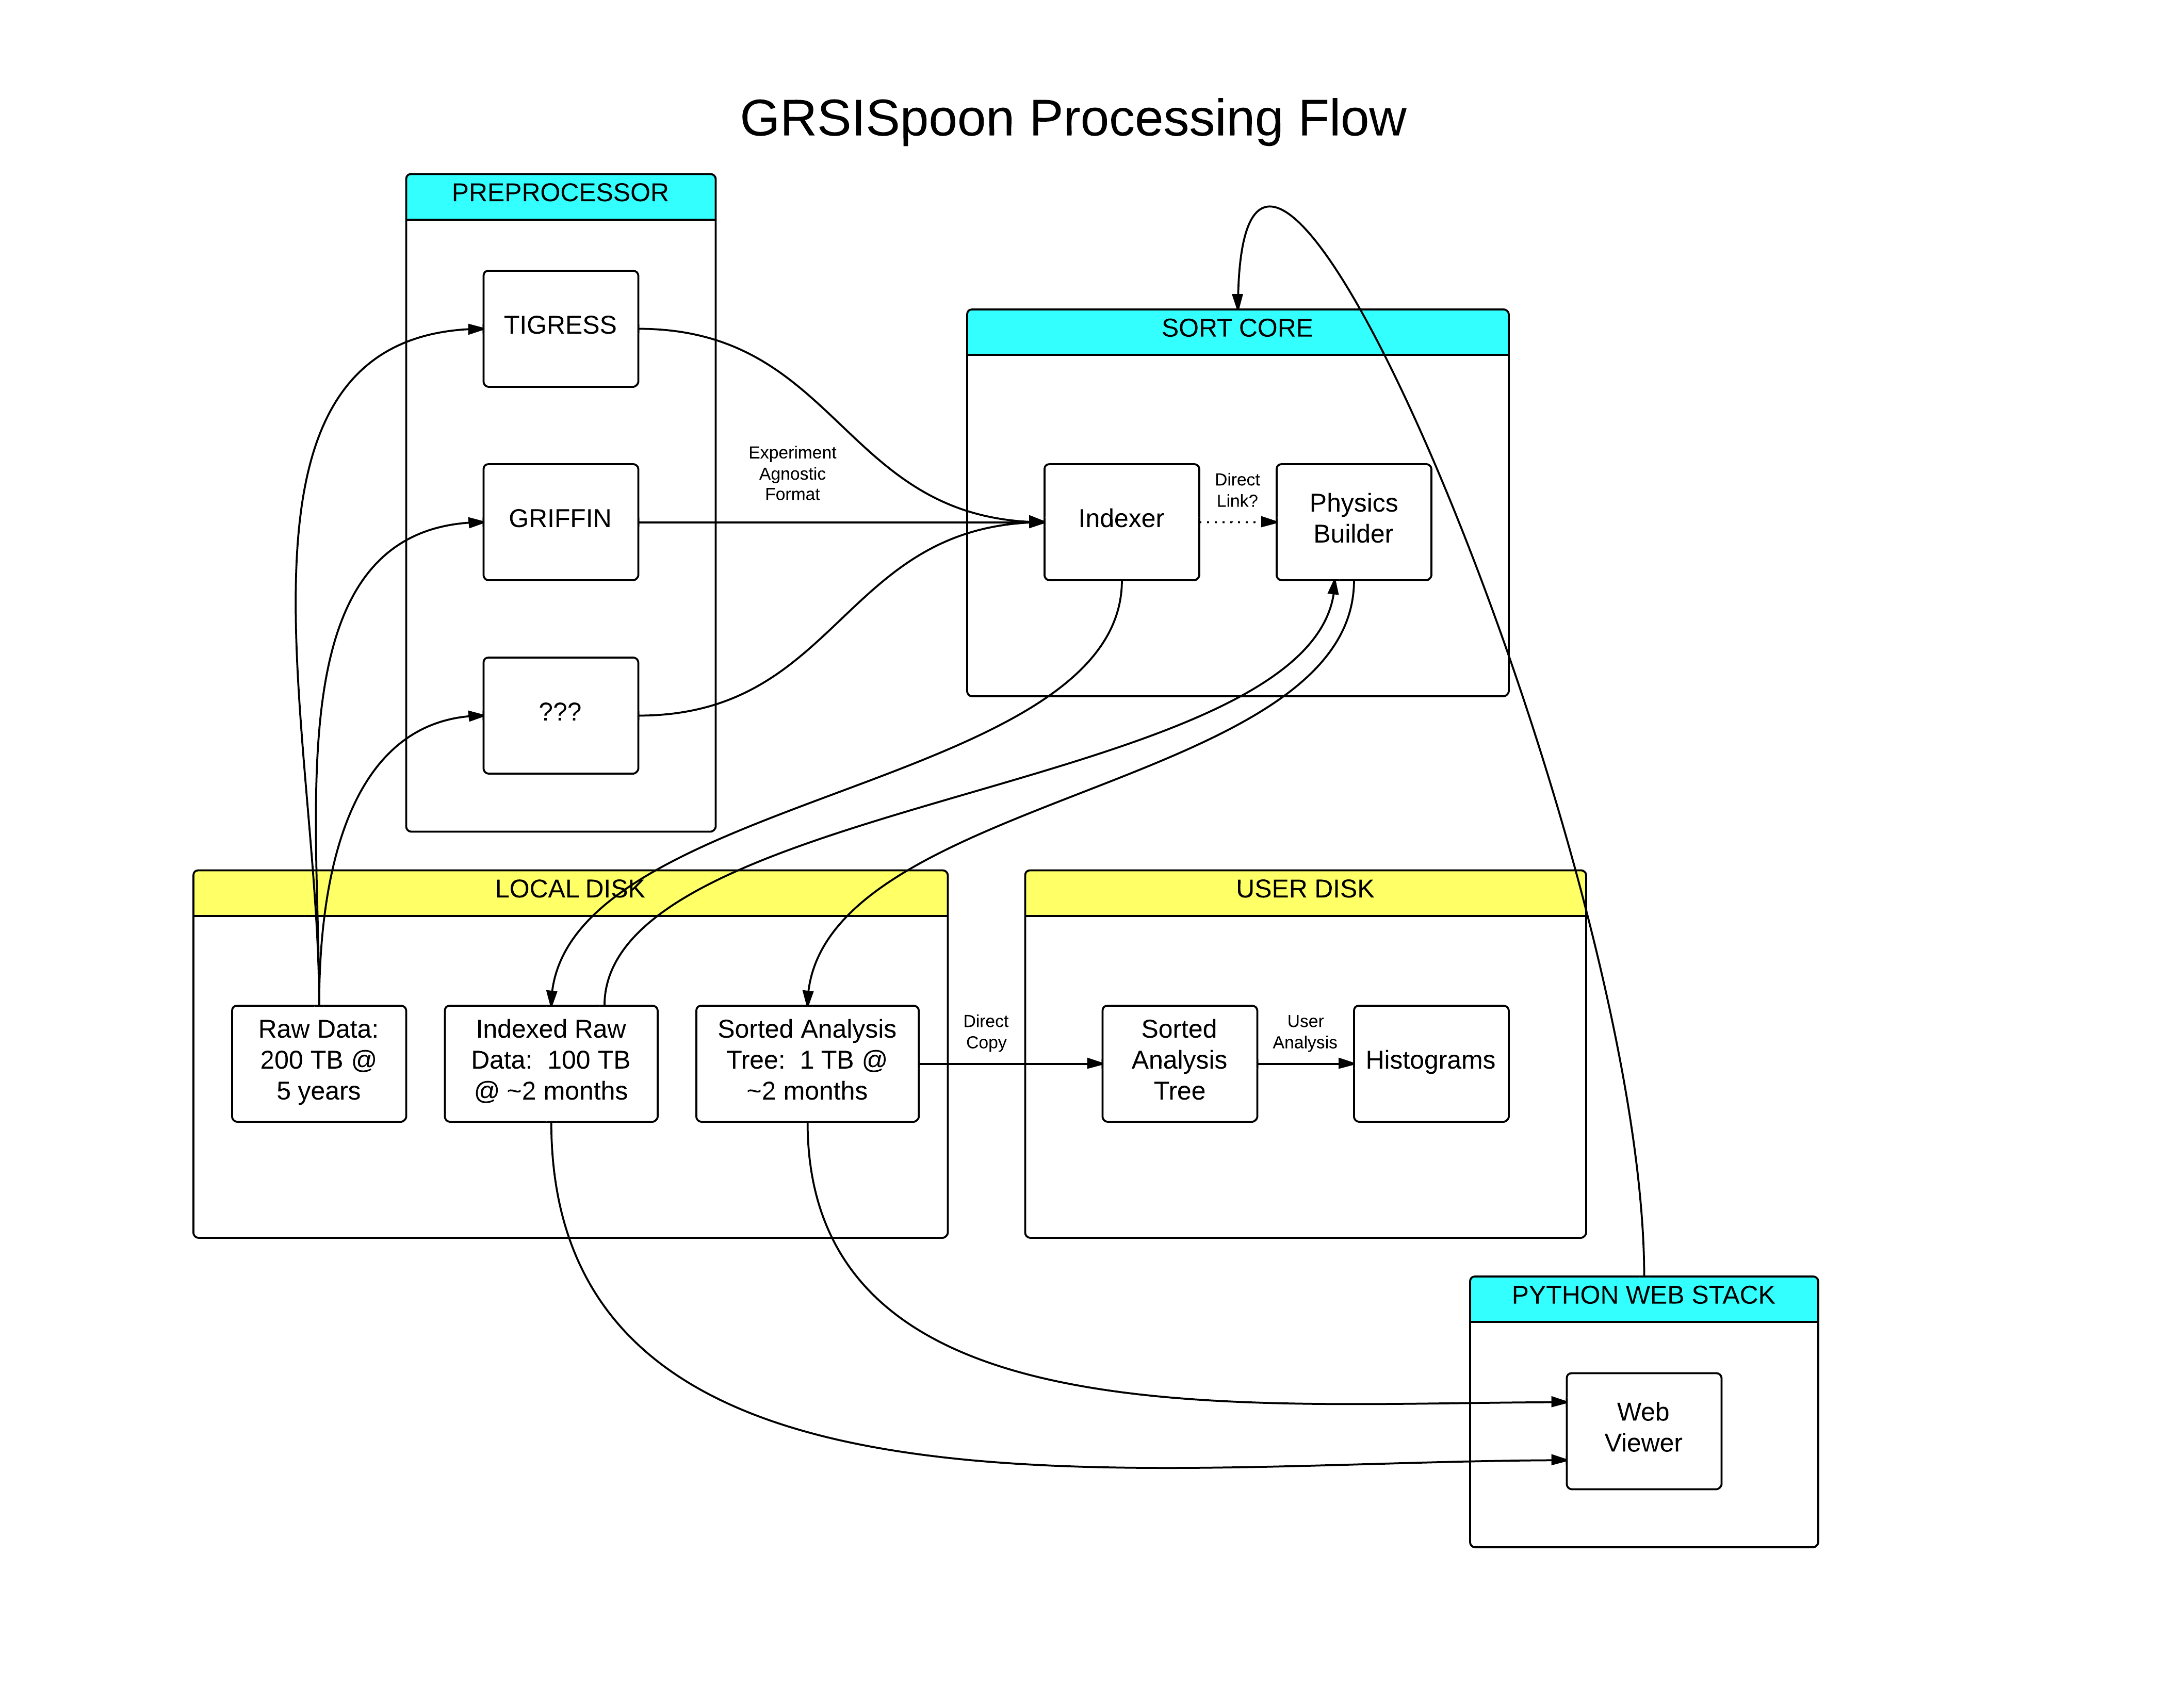 GRSISpoon Processing Flow
PREPROCESSOR
TIGRESS
GRIFFIN
???
Experiment
Agnostic
Format
SORT CORE
Indexer
Direct
Link?
Physics
Builder
LOCAL DISK
Raw Data:
200 TB @
5 years
Indexed Raw
Data:  100 TB
@ ~2 months
Sorted Analysis
Tree:  1 TB @
~2 months
Direct
Copy
USER DISK
Sorted
Analysis
Tree
User
Analysis
Histograms
PYTHON WEB STACK
Web
Viewer